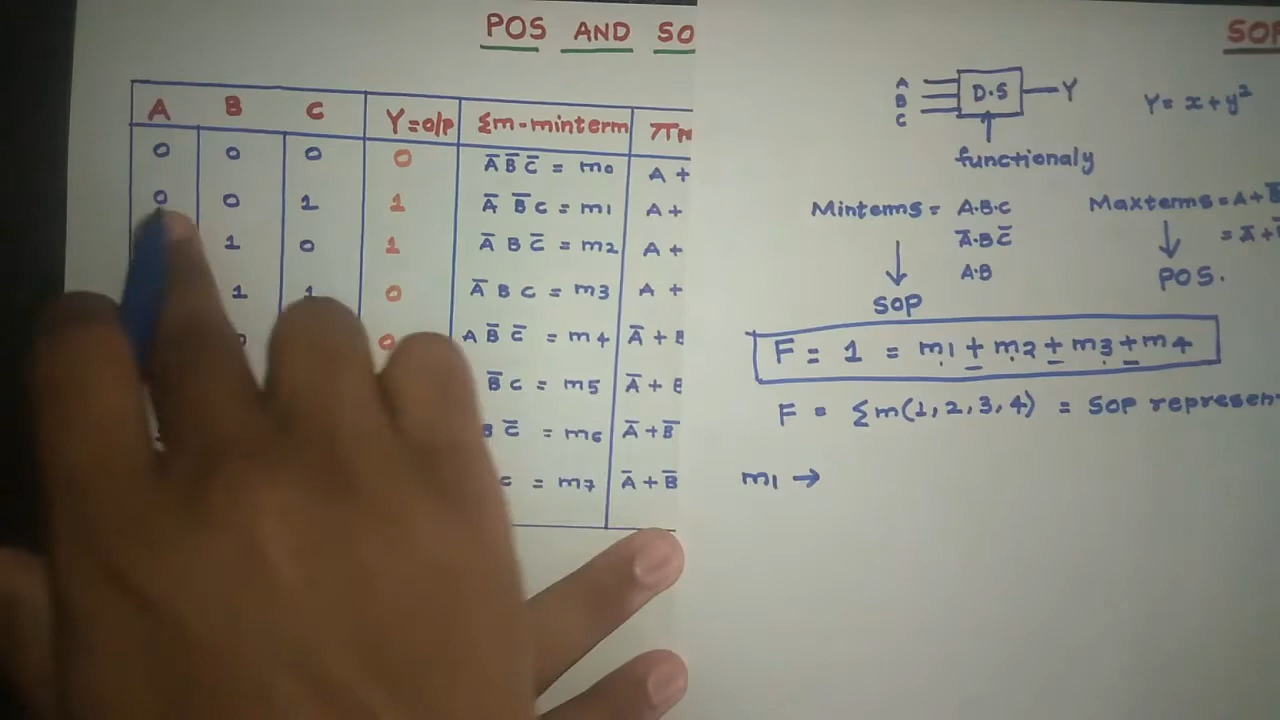 POS AND SO
A B C Y=o/p Σm-minterm πM
0 0 0 0 A̅ B̅ C̅ = m0 A +
0 0 1 1 A̅ B̅ C = m1 A +
1 0 1 A̅ B C̅ = m2 A +
1 1 0 A̅ B C = m3 A +
0 0 A B̅ C̅ = m4 A̅ + B
B̅ C = m5 A̅ + B
B C̅ = m6 A̅ + B̅
C = m7 A̅ + B̅
SOP
A
B
C
D.S
Y
Y= x+y²
functionaly
Minterms = A.B.C
A̅.B C̅
A.B
SOP
Maxterms = A+B̅
= A̅+
POS.
F = 1 = m1 + m2 + m3 + m4
F = Σm(1,2,3,4) = SOP represen
m1 →